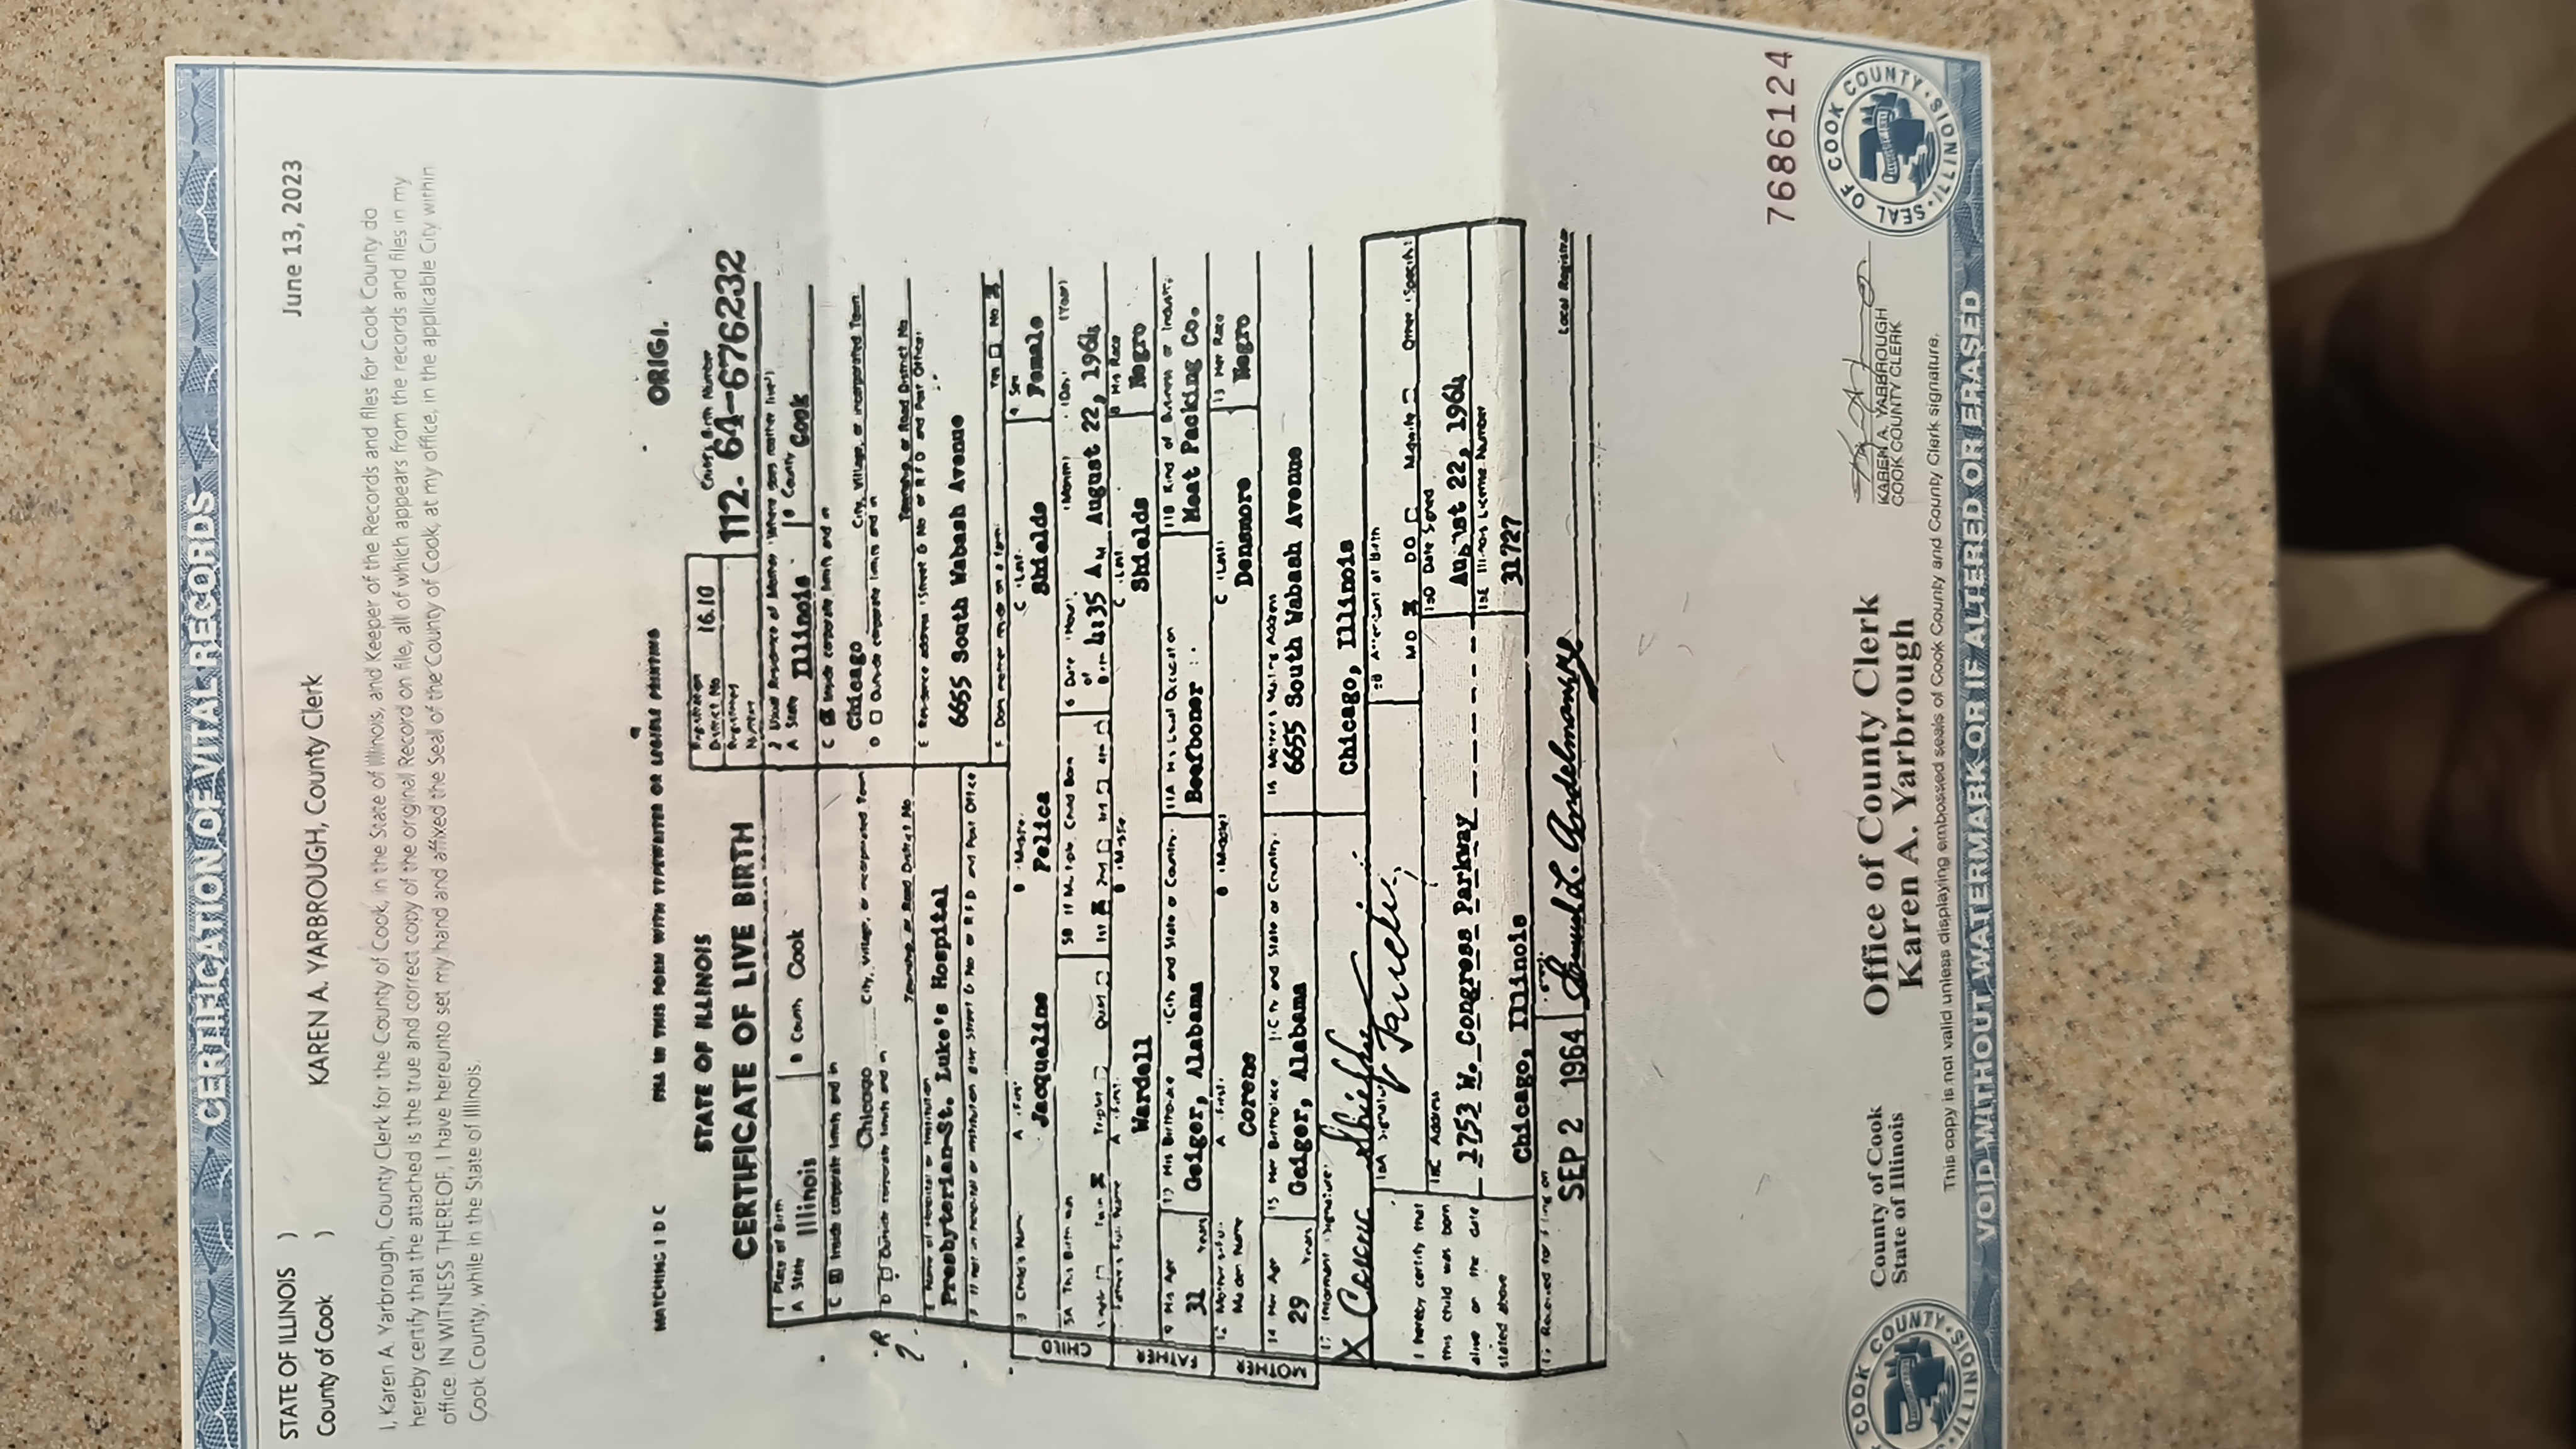 CERTIFICATION OF VITAL RECORDS
STATE OF ILLINOIS )
County of Cook )
KAREN A. YARBROUGH, County Clerk
June 13, 2023
I, Karen A. Yarbrough, County Clerk for the County of Cook, in the State of Illinois, and Keeper of the Records and files for Cook County do
hereby certify that the attached is the true and correct copy of the original Record on file, all of which appears from the records and files in my
office. IN WITNESS THEREOF, I have hereunto set my hand and affixed the Seal of the County of Cook, at my office, in the applicable City within
Cook County, while in the State of Illinois.
MATCHING I D C FILL IN THIS FORM WITH TYPEWRITER OR LEGIBLE PRINTING ORIGI.
STATE OF ILLINOIS
CERTIFICATE OF LIVE BIRTH
Registration District No 16.10
Registered Number
Child's Birth Number
112. 64-676232
1 Place of Birth
A State Illinois B County Cook
2 Usual Residence of Mother (Where does mother live?)
A State Illinois B County Cook
C Inside corporate limits and in
Chicago City, Village, or incorporated Town
C Inside corporate limits and in
Chicago City, Village, or incorporated Town
D Outside corporate limits and in
Township, or Road District No
D Outside corporate limits and in
Township, or Road District No
E Name of Hospital or Institution
Presbyterian-St. Luke's Hospital
E Residence address (Street & No or R F D and Post Office)
6655 South Wabash Avenue
F If not in hospital or institution give Street & No or R F D and Post Office
F Does mother reside on a farm Yes No
CHILD
3 Child's Name A (First) B (Middle) C (Last) 4 Sex
Jacqueline Felica Shields Female
5A This Birth was
Single Twin Triplet Quad
5B If Multiple, Child Born
1st 2nd 3rd 4th
6 Date of Birth (Hour) (Month) (Day) (Year)
4:35 AM August 22, 1964
FATHER
Father's Full Name A (First) B (Middle) C (Last) 8 His Race
Wardell Shields Negro
9 His Age
31 Years
10 His Birthplace (City and State or Country)
Geiger, Alabama
11A His Usual Occupation
Beefboner
11B Kind of Business or Industry
Meat Packing Co.
MOTHER
12 Mother's Full Maiden Name A (First) B (Middle) C (Last) 13 Her Race
Corene Densmore Negro
14 Her Age
29 Years
15 Her Birthplace (City and State or Country)
Geiger, Alabama
16 Mother's Mailing Address
6655 South Wabash Avenue
Chicago, Illinois
17 Informant (Signature)
X Corene Shields
I hereby certify that
this child was born
alive on the date
stated above
18A Signature
18B Attendant at Birth
MD DO Midwife Other (Specify)
18C Address
1753 W. Congress Parkway
Chicago, Illinois
18D Date Signed
August 22, 1964
18E Illinois License Number
31727
19 Received for filing on
SEP 2 1964
Samuel L. Andelman, MD
Local Registrar
7686124
SEAL OF COOK COUNTY ILLINOIS
County of Cook
State of Illinois
Office of County Clerk
Karen A. Yarbrough
KAREN A. YARBROUGH
COOK COUNTY CLERK
This copy is not valid unless displaying embossed seals of Cook County and County Clerk signature.
VOID WITHOUT WATERMARK OR IF ALTERED OR ERASED